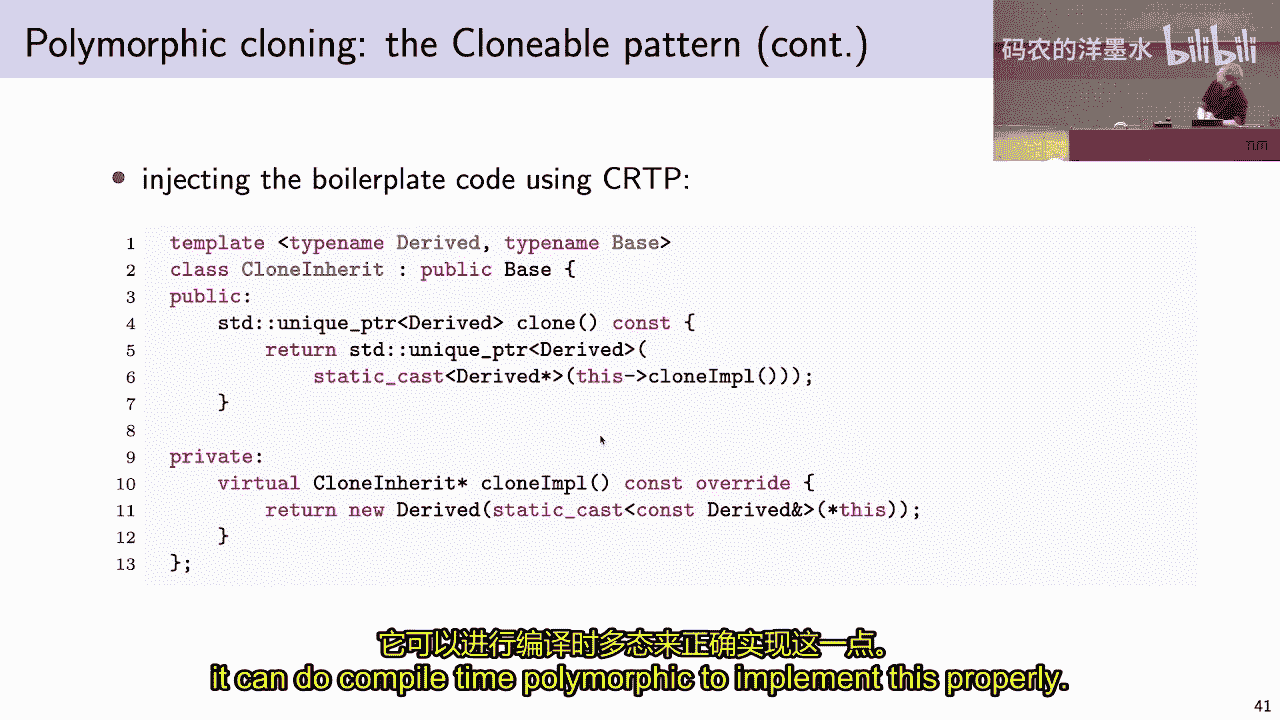 Polymorphic cloning: the Cloneable pattern (cont.)
码农的洋墨水 bilibili
• injecting the boilerplate code using CRTP:
1 template <typename Derived, typename Base>
2 class CloneInherit : public Base {
3 public:
4 std::unique_ptr<Derived> clone() const {
5 return std::unique_ptr<Derived>(
6 static_cast<Derived*>(this->cloneImpl()));
7 }
8
9 private:
10 virtual CloneInherit* cloneImpl() const override {
11 return new Derived(static_cast<const Derived&>(*this));
12 }
13 };
它可以进行编译时多态来正确实现这一点。
it can do compile time polymorphic to implement this properly.
41